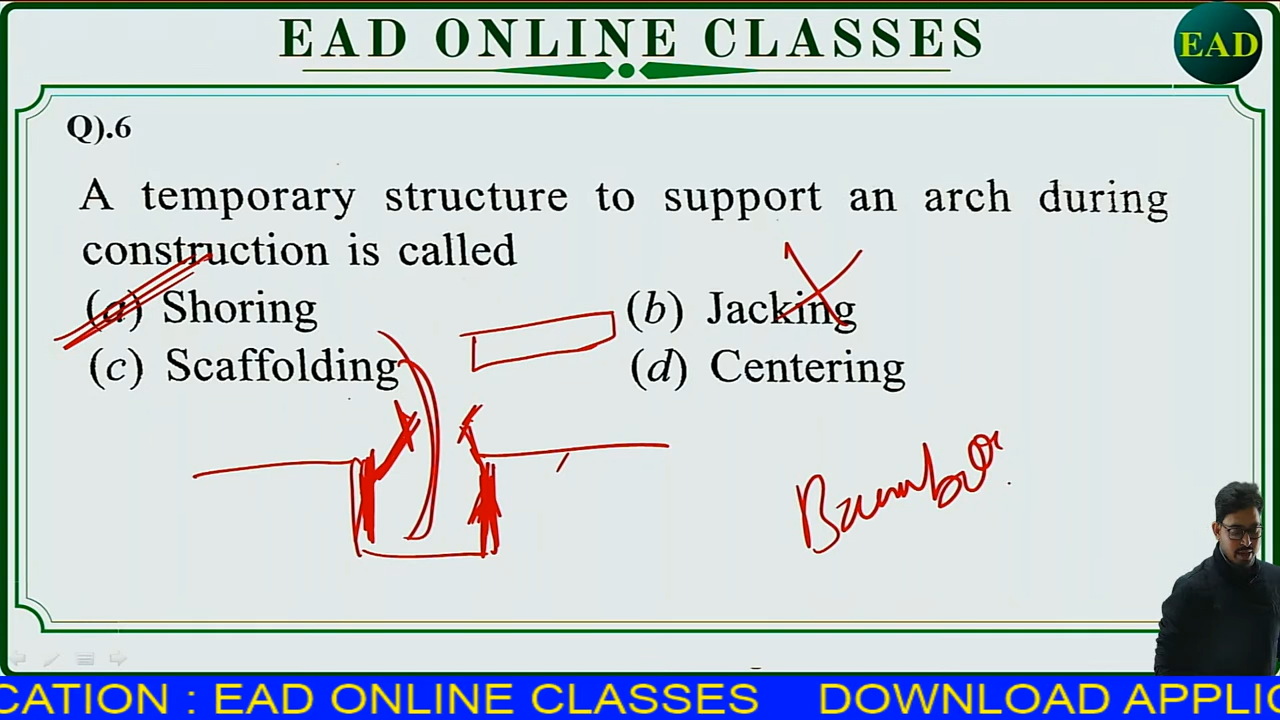 EAD ONLINE CLASSES
EAD
Q).6
A temporary structure to support an arch during
construction is called
(a) Shoring
(b) Jacking
(c) Scaffolding
(d) Centering
CATION : EAD ONLINE CLASSES DOWNLOAD APPLIC